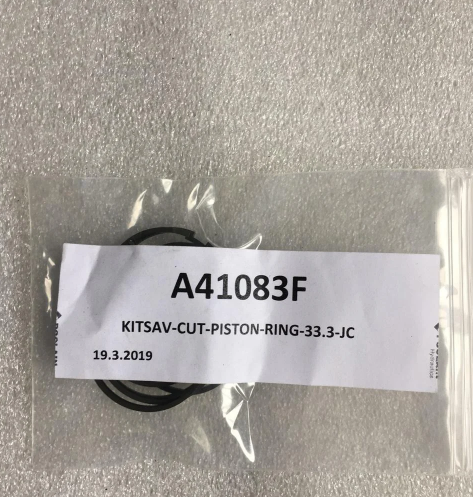 A41083F
KITSAV-CUT-PISTON-RING-33.3-JC
19.3.2019